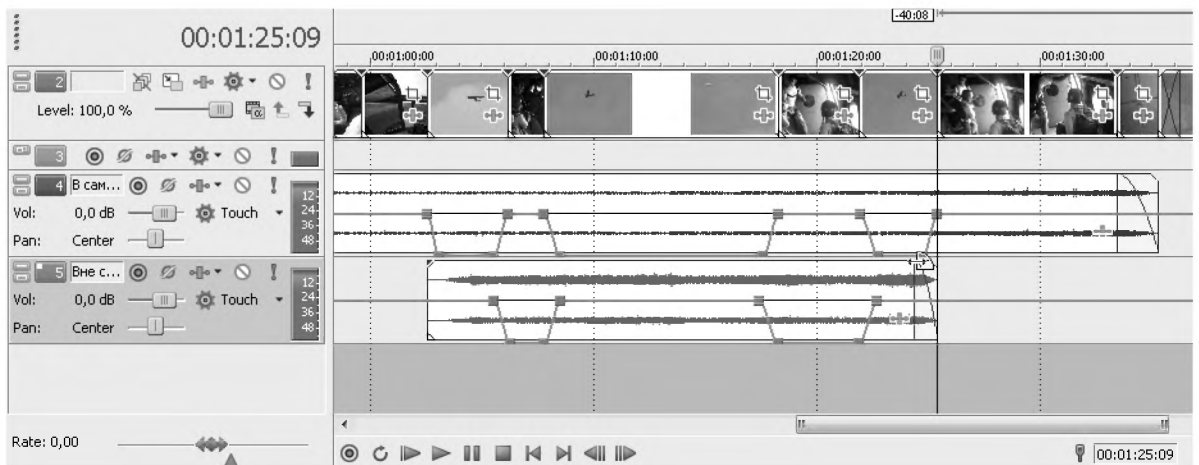 -40:08
00:01:25:09
00:01:00:00 00:01:10:00 00:01:20:00 00:01:30:00
2
Level: 100,0 %
3
4 В сам...
12
Vol: 0,0 dB Touch 24
36
Pan: Center 48
5 Вне с...
12
Vol: 0,0 dB Touch 24
36
Pan: Center 48
Rate: 0,00
00:01:25:09